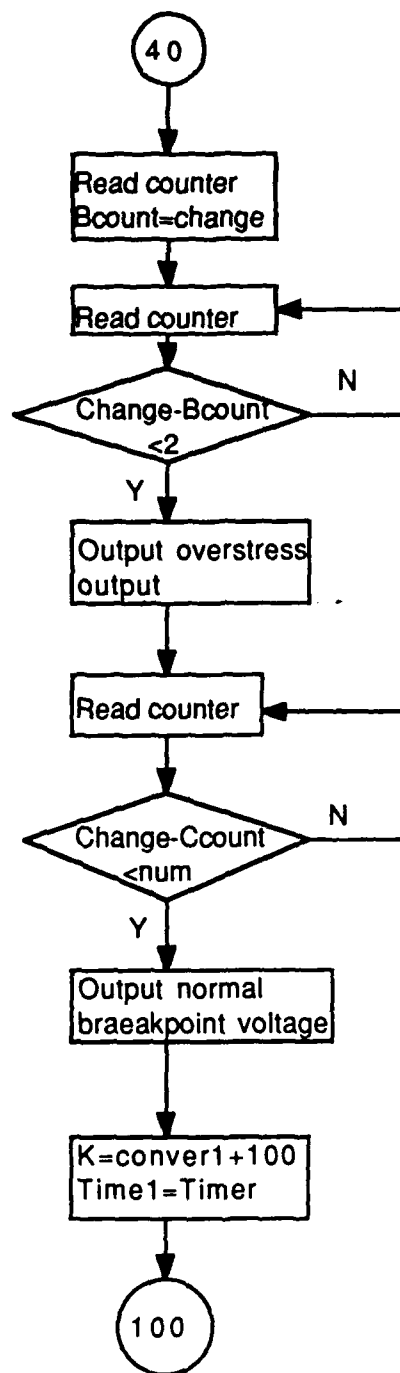 40
Read counter
Bcount=change
Read counter
Change-Bcount
<2
N
Y
Output overstress
output
Read counter
Change-Ccount
<num
N
Y
Output normal
braeakpoint voltage
K=conver1+100
Time1=Timer
100